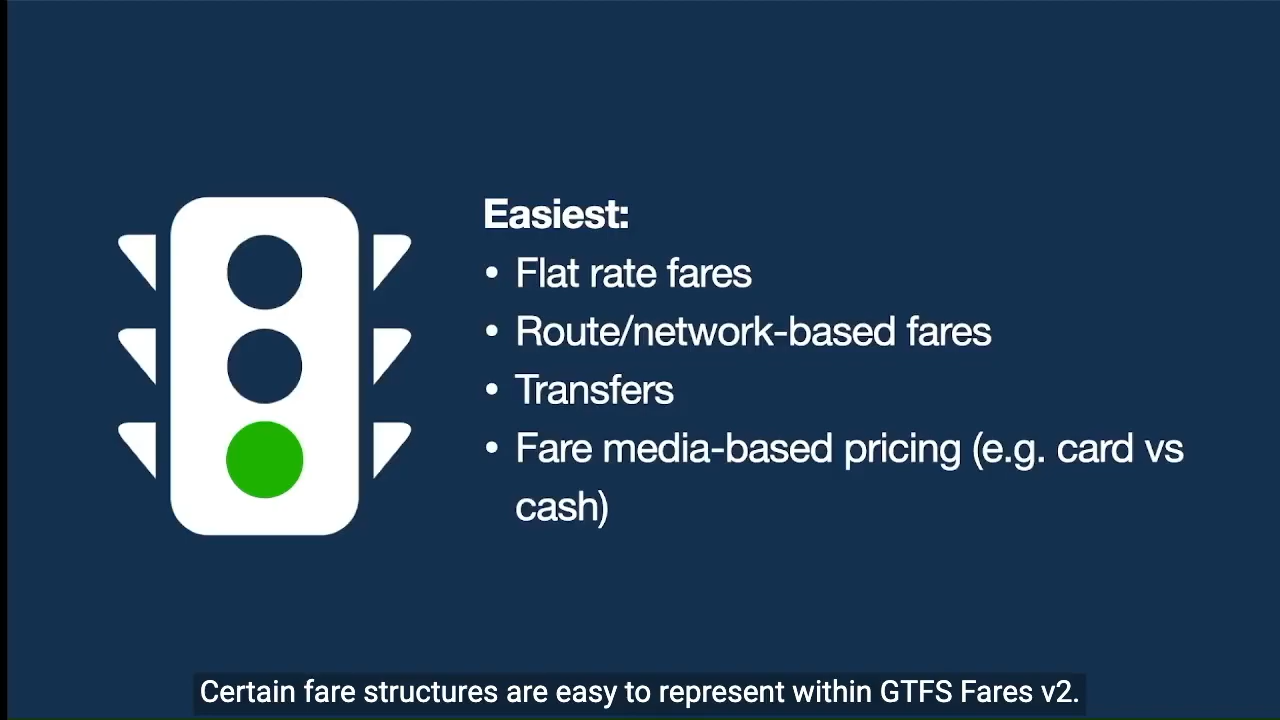 Easiest:
• Flat rate fares
• Route/network-based fares
• Transfers
• Fare media-based pricing (e.g. card vs
cash)
Certain fare structures are easy to represent within GTFS Fares v2.